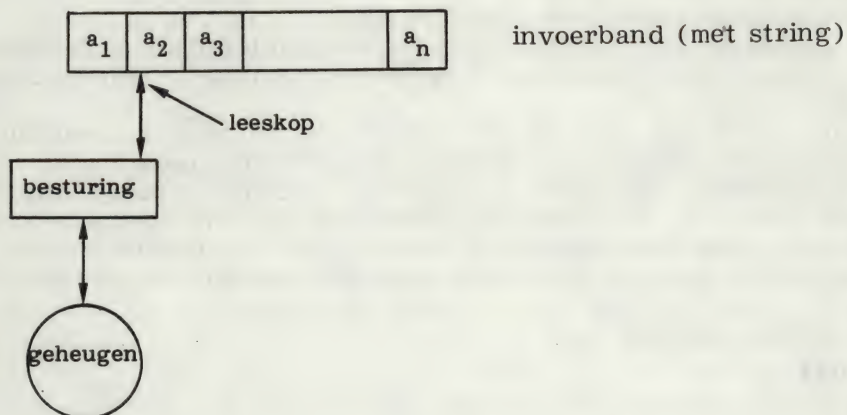 a1 a2 a3 an invoerband (met string)
leeskop
besturing
geheugen